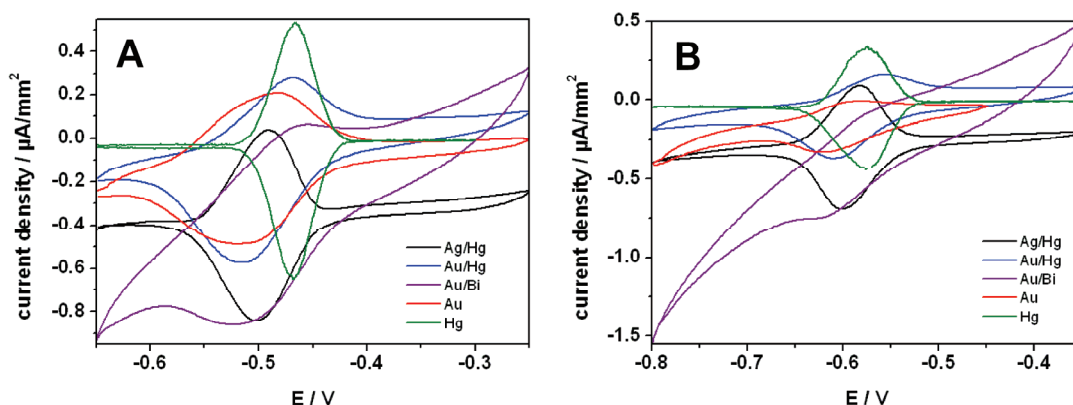 A
current density / µA/mm²
0.4
0.2
0.0
-0.2
-0.4
-0.6
-0.8
-0.6
-0.5
-0.4
-0.3
E / V
Ag/Hg
Au/Hg
Au/Bi
Au
Hg
B
current density / µA/mm²
0.5
0.0
-0.5
-1.0
-1.5
-0.8
-0.7
-0.6
-0.5
-0.4
E / V
Ag/Hg
Au/Hg
Au/Bi
Au
Hg